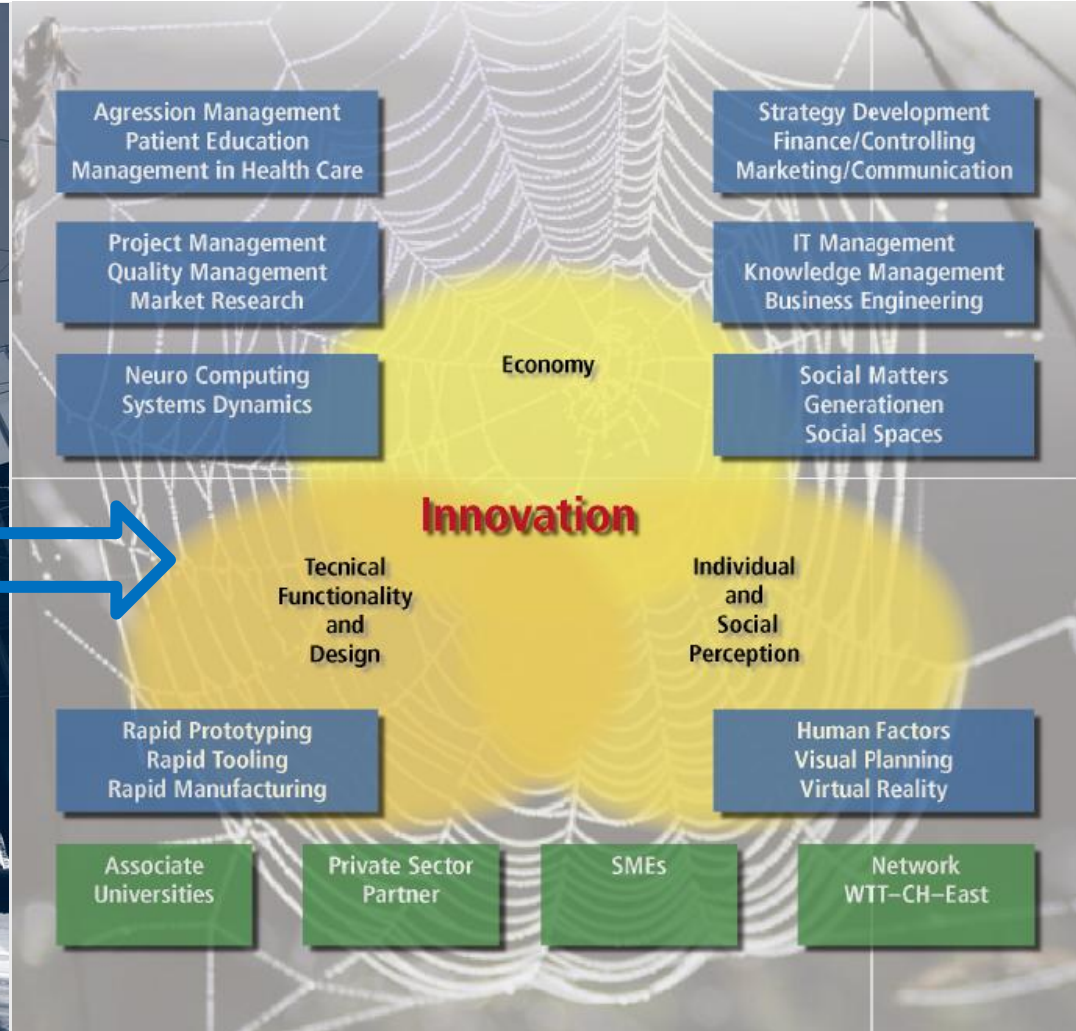 Agression Management
Patient Education
Management in Health Care
Strategy Development
Finance/Controlling
Marketing/Communication
Project Management
Quality Management
Market Research
IT Management
Knowledge Management
Business Engineering
Neuro Computing
Systems Dynamics
Economy
Social Matters
Generationen
Social Spaces
Innovation
Tecnical
Functionality
and
Design
Individual
and
Social
Perception
Rapid Prototyping
Rapid Tooling
Rapid Manufacturing
Human Factors
Visual Planning
Virtual Reality
Associate
Universities
Private Sector
Partner
SMEs
Network
WTT–CH–East